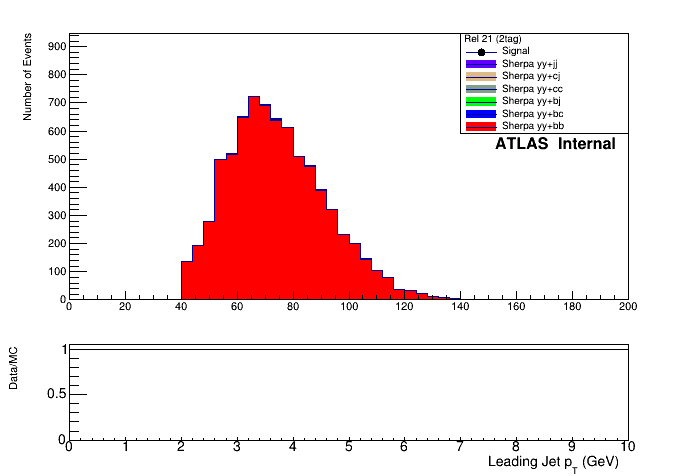 Number of Events
900
800
700
600
500
400
300
200
100
0
0 20 40 60 80 100 120 140 160 180 200
Rel 21 (2tag)
Signal
Sherpa yy+jj
Sherpa yy+cj
Sherpa yy+cc
Sherpa yy+bj
Sherpa yy+bc
Sherpa yy+bb
ATLAS Internal
Data/MC
1
0.5
0
0 1 2 3 4 5 6 7 8 9 10
Leading Jet p_T (GeV)